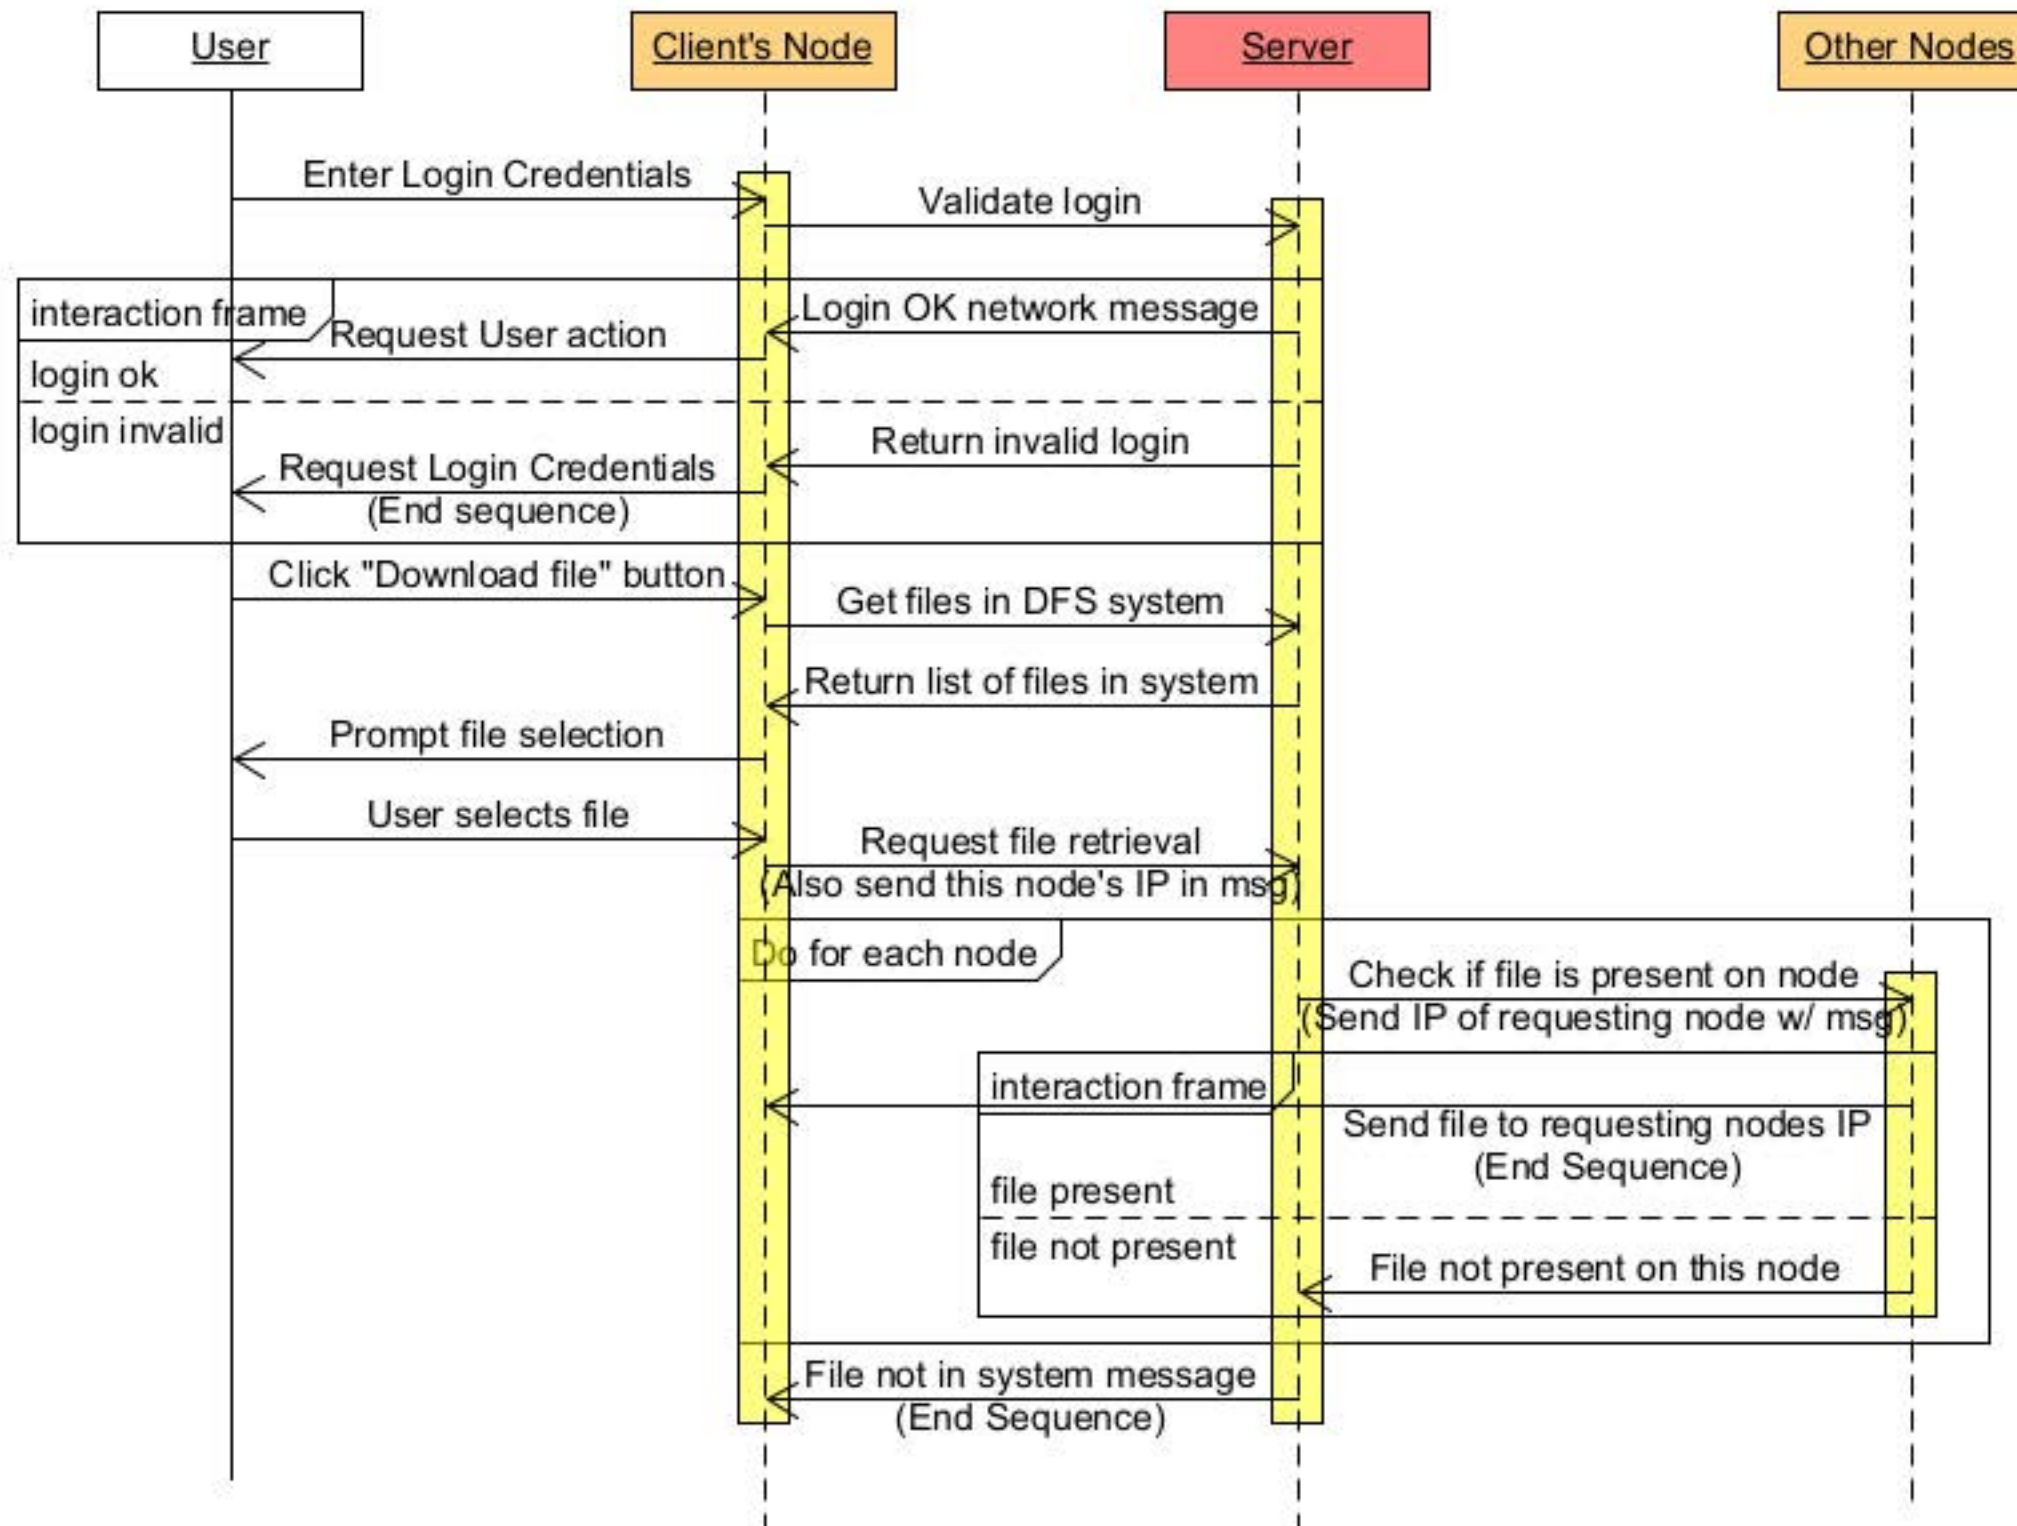 User
Client's Node
Server
Other Nodes
Enter Login Credentials
Validate login
interaction frame
Login OK network message
Request User action
login ok
login invalid
Return invalid login
Request Login Credentials
(End sequence)
Click "Download file" button
Get files in DFS system
Return list of files in system
Prompt file selection
User selects file
Request file retrieval
(Also send this node's IP in msg)
Do for each node
Check if file is present on node
(Send IP of requesting node w/ msg)
interaction frame
Send file to requesting nodes IP
(End Sequence)
file present
file not present
File not present on this node
File not in system message
(End Sequence)